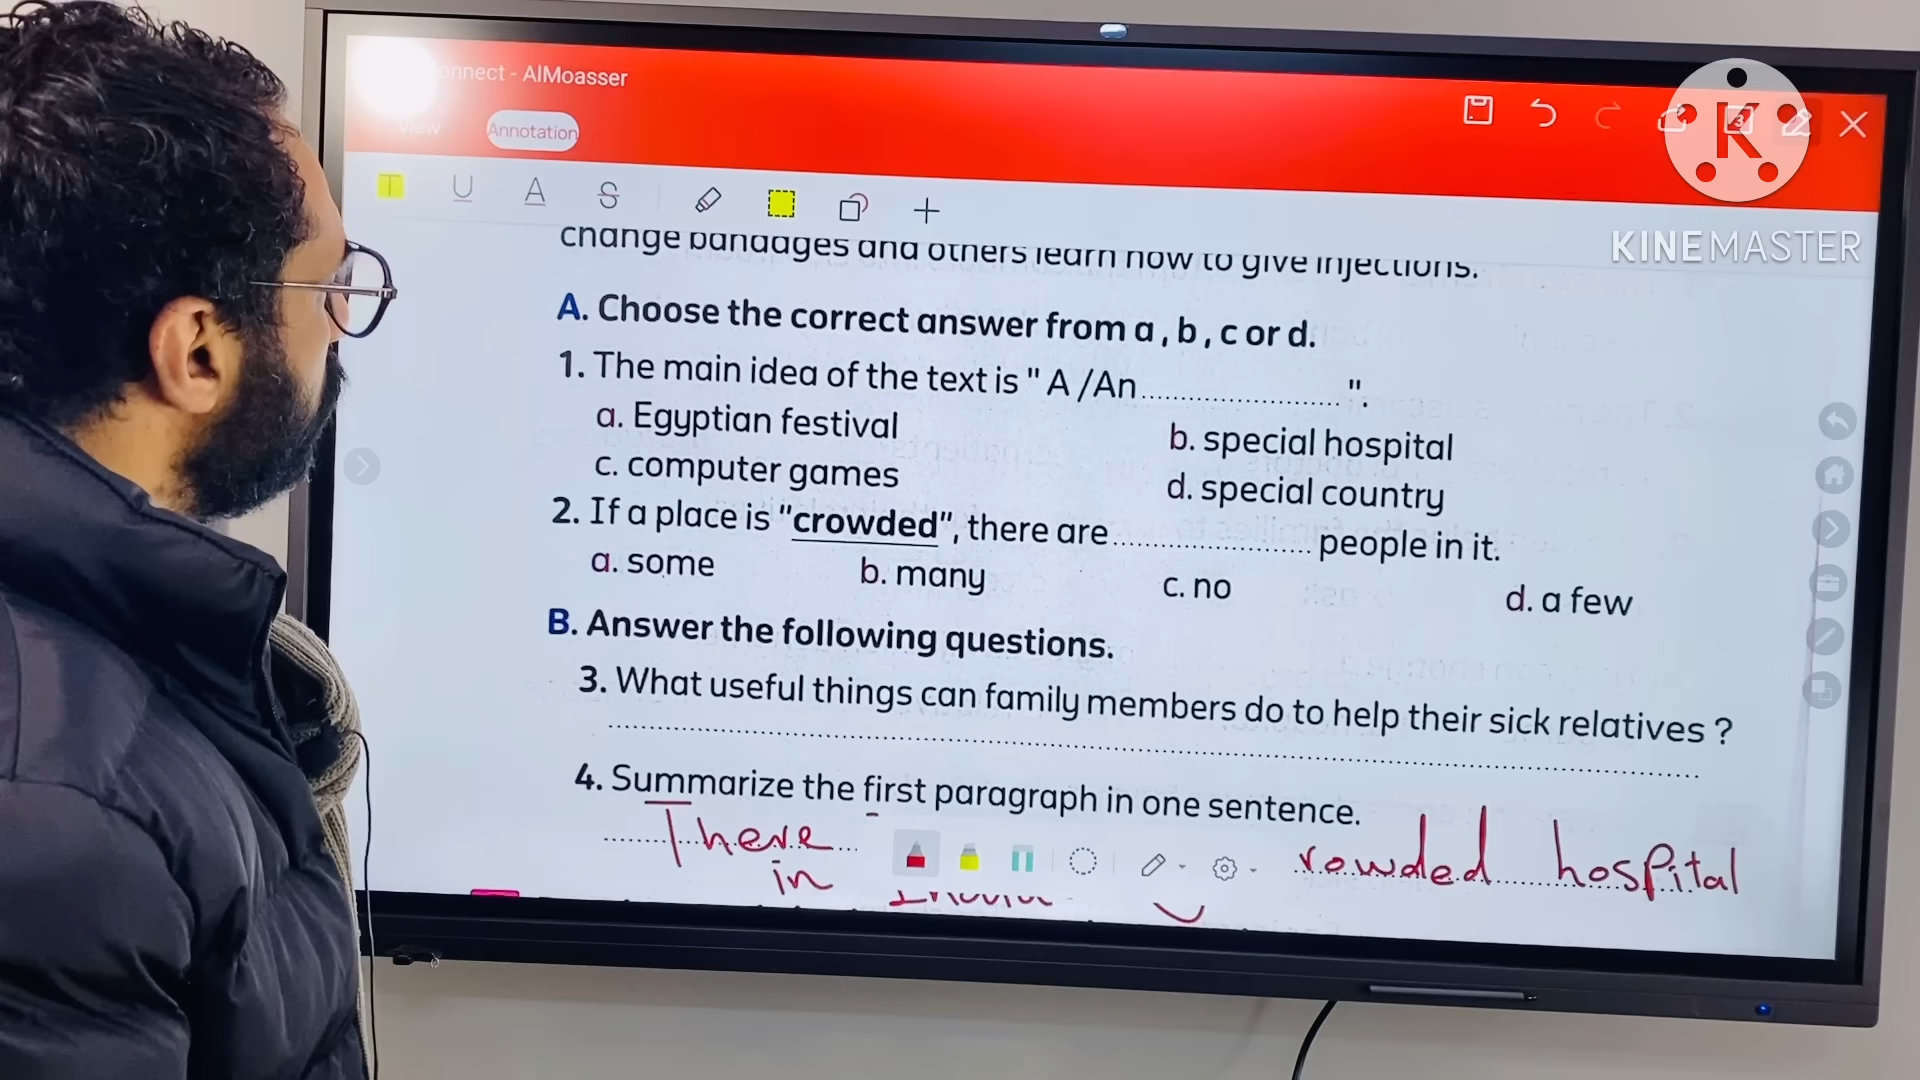 onnect - AlMoasser
View
Annotation
KINEMASTER
change bandages and others learn how to give injections.
A. Choose the correct answer from a , b , c or d.
1. The main idea of the text is " A /An .......................... ".
a. Egyptian festival
b. special hospital
c. computer games
d. special country
2. If a place is "crowded", there are .......................... people in it.
a. some
b. many
c. no
d. a few
B. Answer the following questions.
3. What useful things can family members do to help their sick relatives ?
4. Summarize the first paragraph in one sentence.
There rowded hospital
in